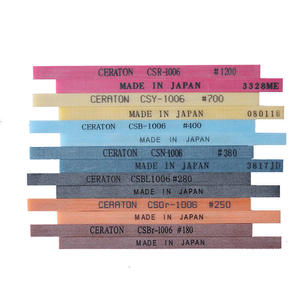 CERATON CSR-1006 #1200
MADE IN JAPAN 3328ME
CERATON CSY-1006 #700
MADE IN JAPAN 080116
CERATON CSB-1006 #400
MADE IN JAPAN
CERATON CSN-1006 #360
MADE IN JAPAN 3817JD
CERATON CSBL1006 #280
MADE IN JAPAN
CERATON CSOr-1006 #250
MADE IN JAPAN
CERATON CSBr-1006 #180
MADE IN JAPAN